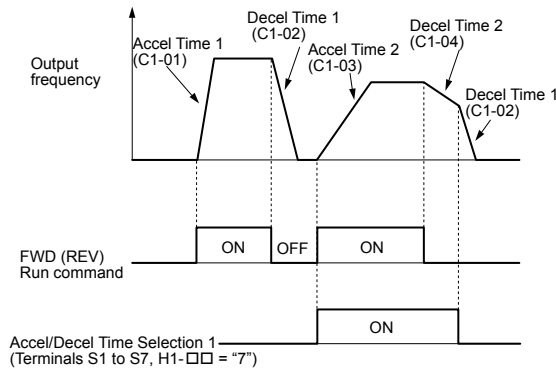 Output
frequency
Accel Time 1
(C1-01)
Decel Time 1
(C1-02)
Accel Time 2
(C1-03)
Decel Time 2
(C1-04)
Decel Time 1
(C1-02)
FWD (REV)
Run command
ON
OFF
ON
Accel/Decel Time Selection 1
(Terminals S1 to S7, H1-□□ = “7”)
ON